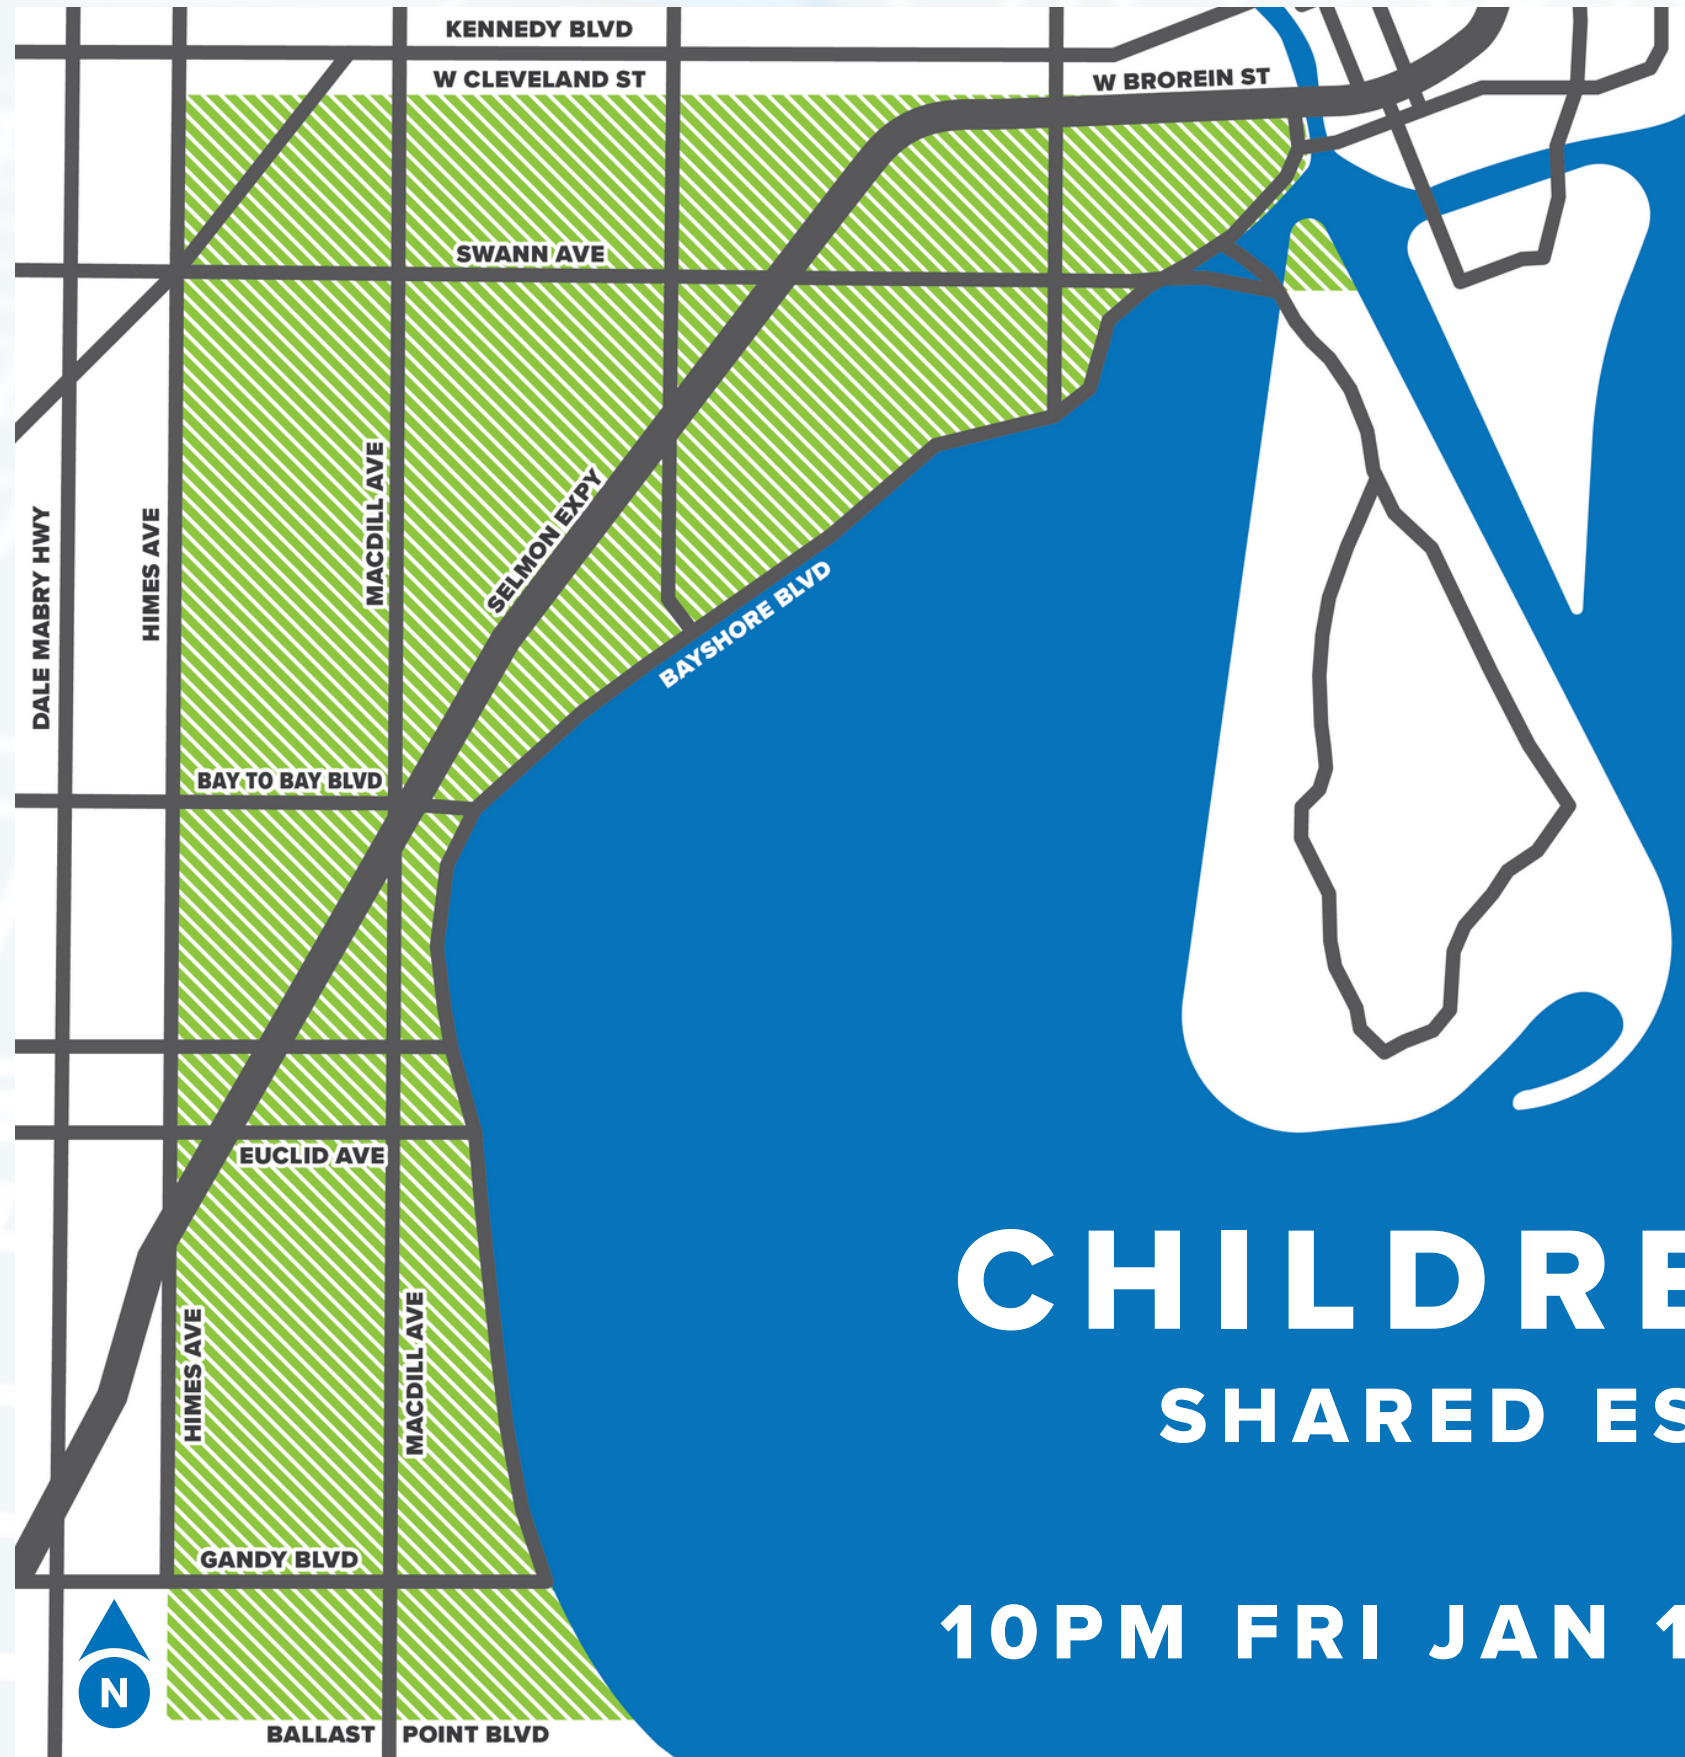 KENNEDY BLVD
W CLEVELAND ST
W BROREIN ST
SWANN AVE
MACDILL AVE
SELMON EXPY
DALE MABRY HWY
HIMES AVE
BAYSHORE BLVD
BAY TO BAY BLVD
EUCLID AVE
CHILDRE
HIMES AVE
MACDILL AVE
SHARED ES
GANDY BLVD
10PM FRI JAN 1
N
BALLAST POINT BLVD